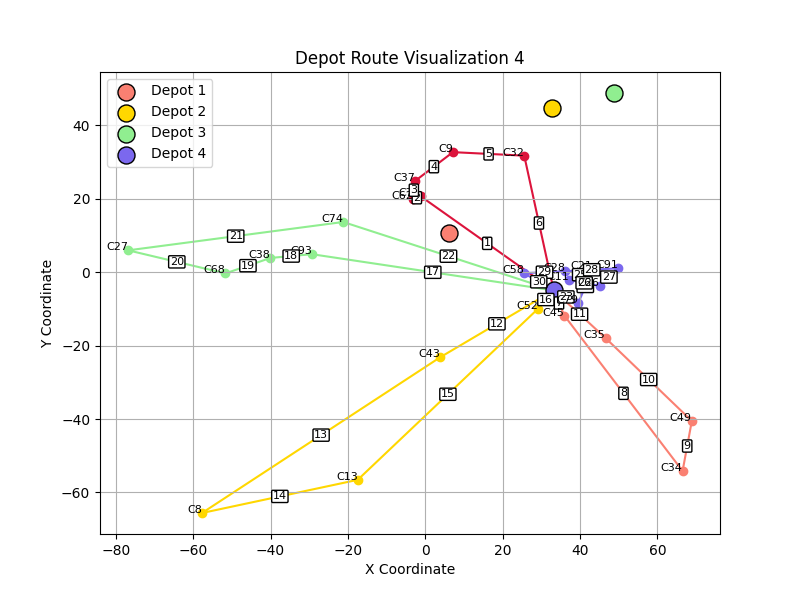 Depot Route Visualization 4
Depot 1
Depot 2
Depot 3
Depot 4
Y Coordinate
40
20
0
−20
−40
−60
−80
−60
−40
−20
0
20
40
60
X Coordinate
C9
C32
C37
C74
C27
C68
C38
C93
C58
C91
C52
C45
C35
C49
C34
C43
C13
C8
1
2
3
4
5
6
8
9
10
11
12
13
14
15
16
17
18
19
20
21
22
27
28
29
30